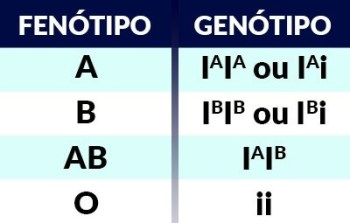 FENÓTIPO GENÓTIPO
A IᴬIᴬ ou Iᴬi
B IᴮIᴮ ou Iᴮi
AB IᴬIᴮ
O ii